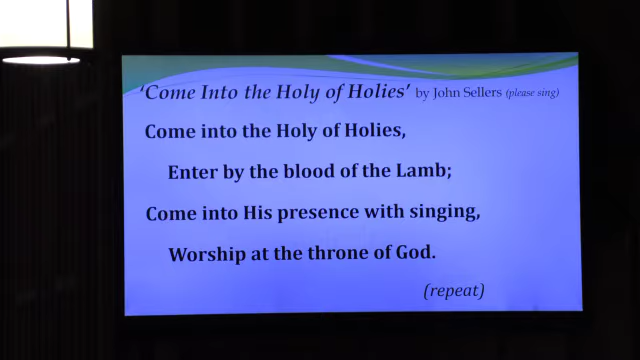 'Come Into the Holy of Holies' by John Sellers (please sing)
Come into the Holy of Holies,
Enter by the blood of the Lamb;
Come into His presence with singing,
Worship at the throne of God.
(repeat)